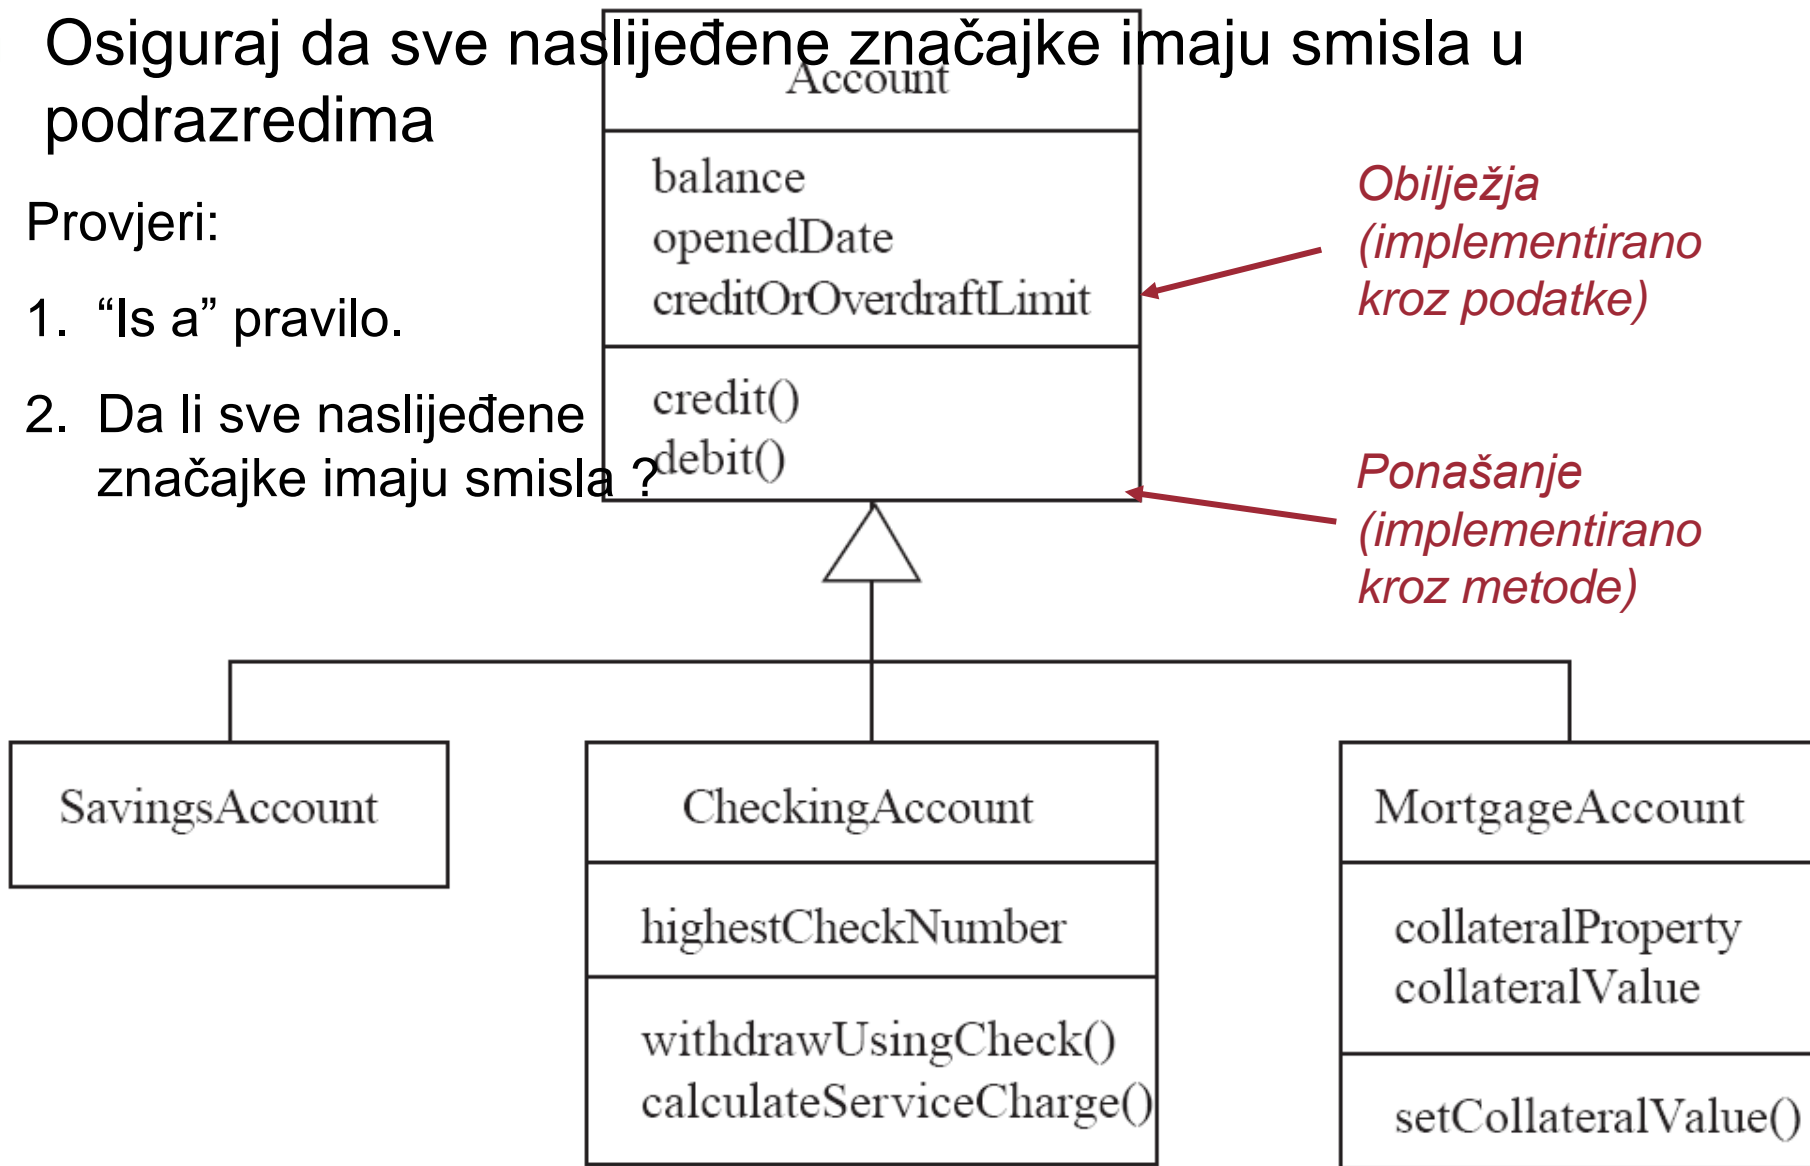 Osiguraj da sve naslijeđene značajke imaju smisla u
podrazredima
Provjeri:
1. “Is a” pravilo.
2. Da li sve naslijeđene
značajke imaju smisla ?
Account
balance
openedDate
creditOrOverdraftLimit
credit()
debit()
Obilježja
(implementirano
kroz podatke)
Ponašanje
(implementirano
kroz metode)
SavingsAccount
CheckingAccount
highestCheckNumber
withdrawUsingCheck()
calculateServiceCharge()
MortgageAccount
collateralProperty
collateralValue
setCollateralValue()